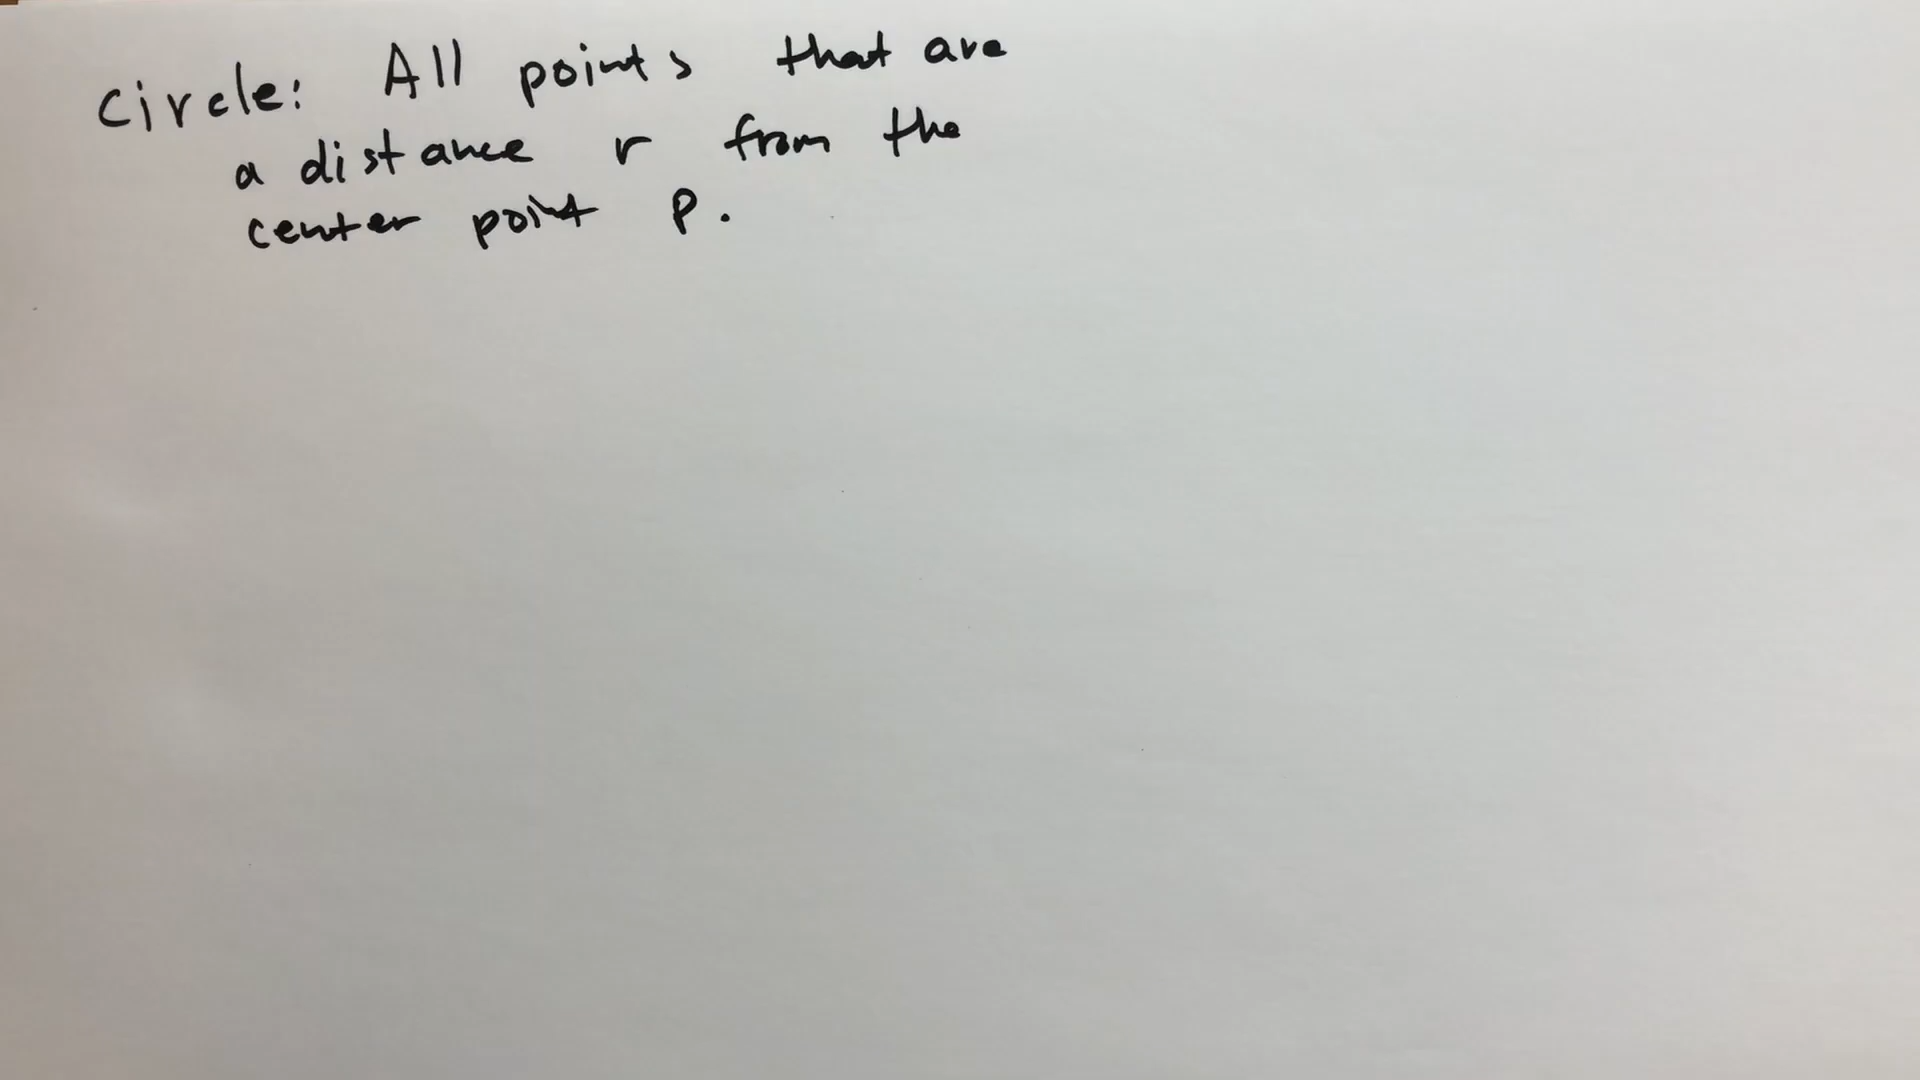 Circle: All points that are
a distance r from the
center point P.